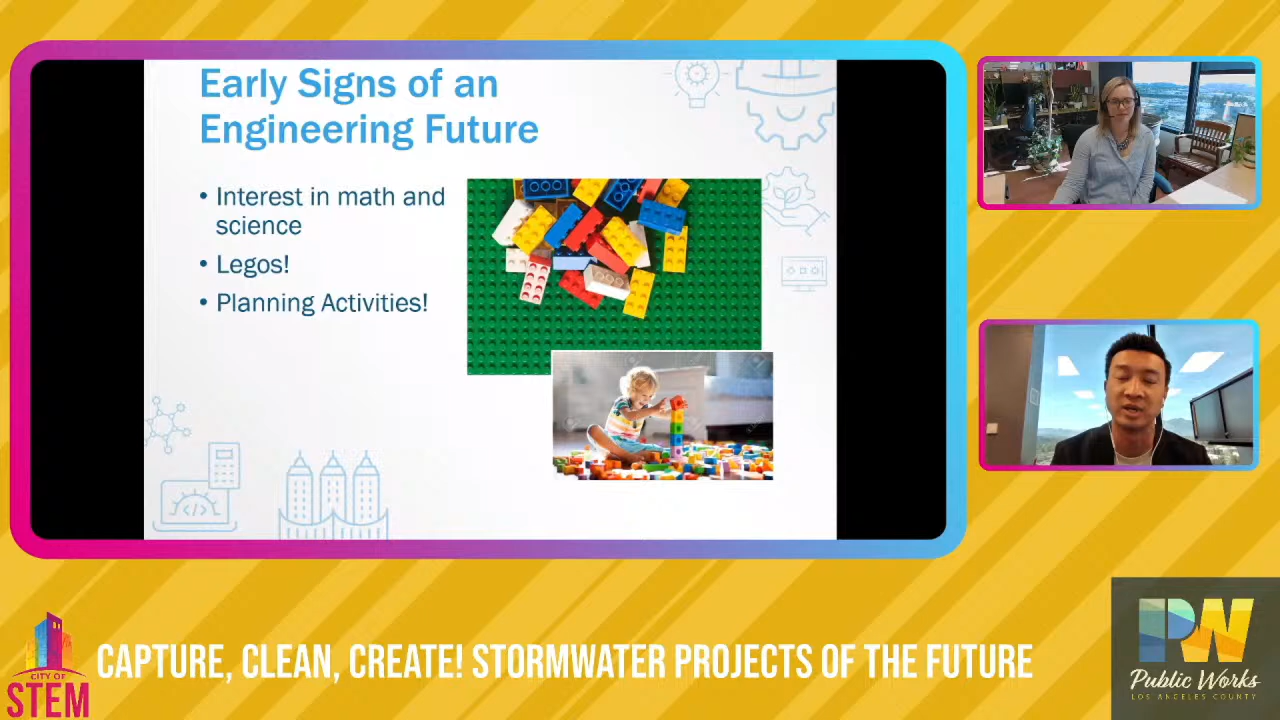 Early Signs of an
Engineering Future
• Interest in math and
science
• Legos!
• Planning Activities!
</>
CITY OF
STEM
CAPTURE, CLEAN, CREATE! STORMWATER PROJECTS OF THE FUTURE
PW
Public Works
LOS ANGELES COUNTY